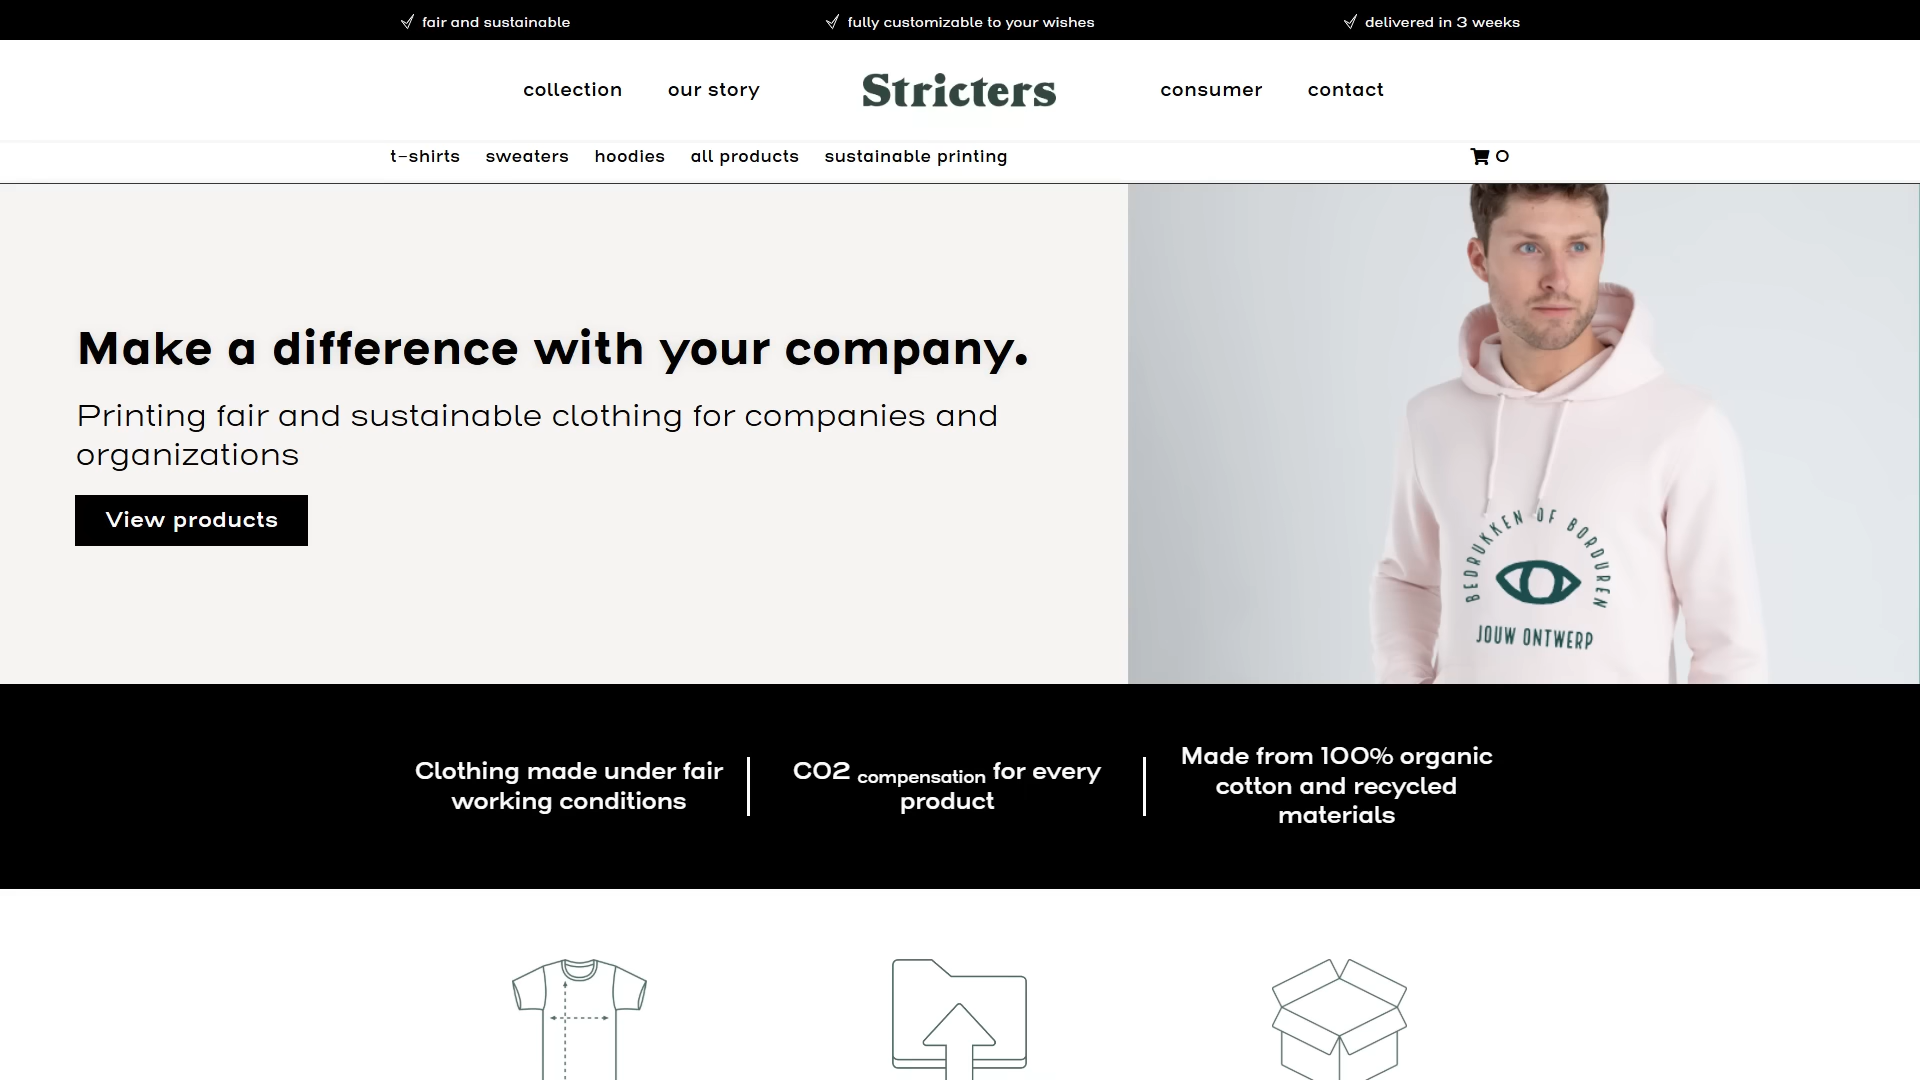 fair and sustainable
fully customizable to your wishes
delivered in 3 weeks
collection
our story
Stricters
consumer
contact
t-shirts
sweaters
hoodies
all products
sustainable printing
0
Make a difference with your company.
Printing fair and sustainable clothing for companies and
organizations
View products
BEDRUKKEN OF BORDUREN
JOUW ONTWERP
Clothing made under fair
working conditions
CO2 compensation for every
product
Made from 100% organic
cotton and recycled
materials